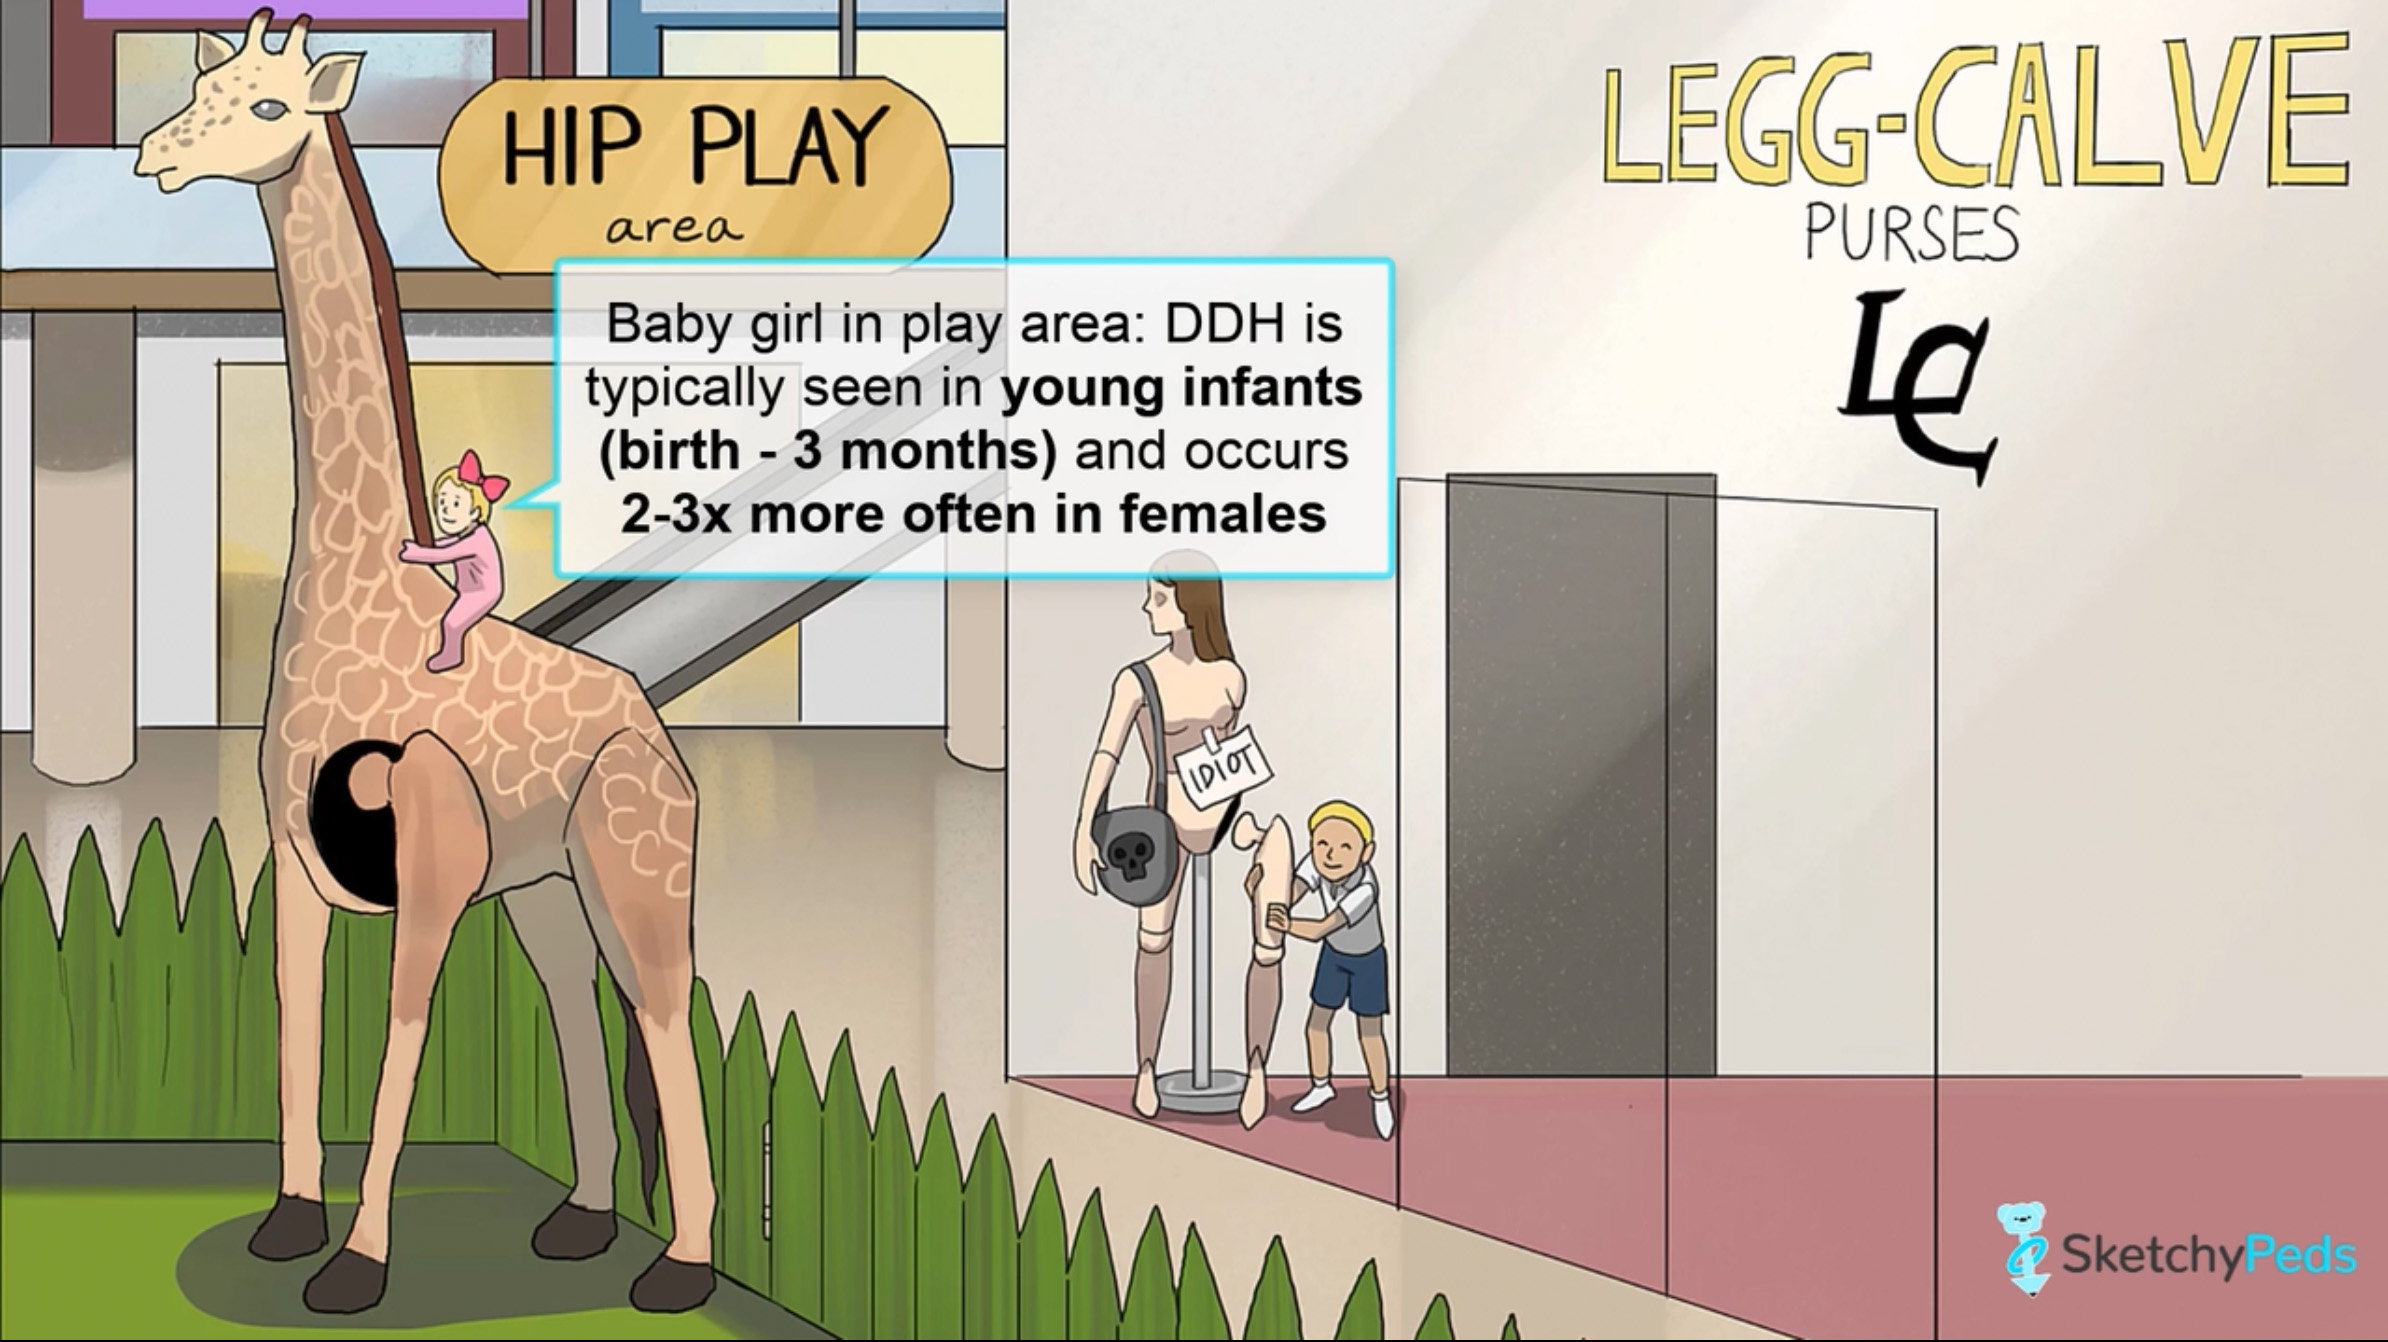 HIP PLAY
area
LEGG-CALVE
PURSES
LC
Baby girl in play area: DDH is
typically seen in young infants
(birth - 3 months) and occurs
2-3x more often in females
IDIOT
SketchyPeds